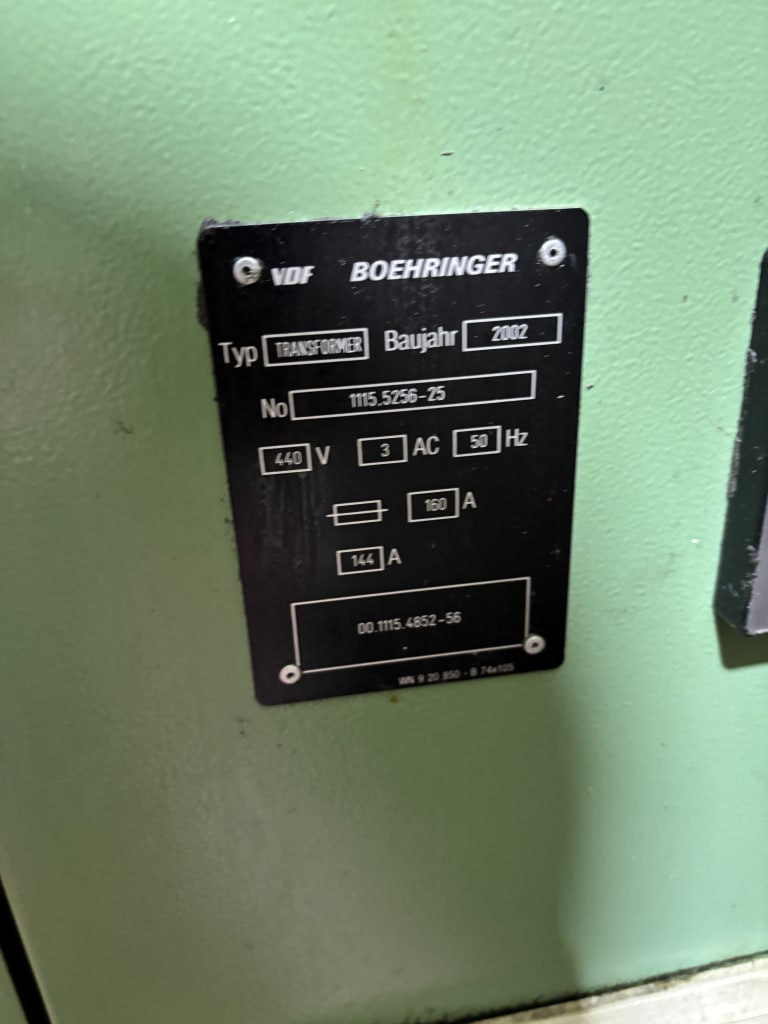 VDF BOEHRINGER
Typ TRANSFORMER Baujahr 2002
No 1115.5256-25
440 V 3 AC 50 Hz
160 A
144 A
00.1115.4852-56
WN 9 20 850 - B 74x105